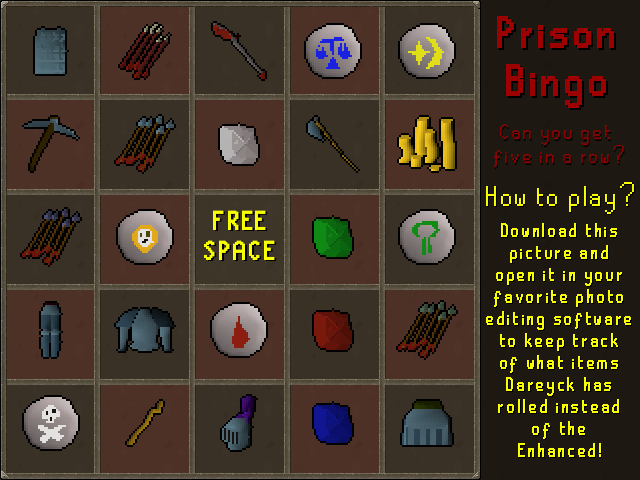 Prison
Bingo
Can you get
five in a row?
How to play?
Download this
picture and
open it in your
favorite photo
editing software
to keep track
of what items
Dareyck has
rolled instead
of the
Enhanced!
FREE
SPACE